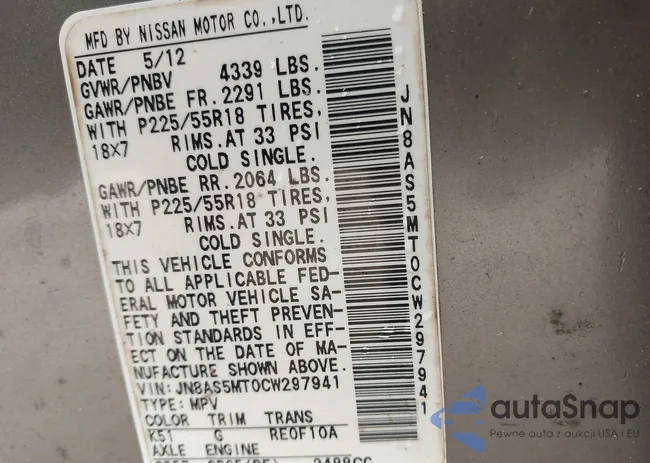 MFD BY NISSAN MOTOR CO.,LTD.
DATE 5/12
GVWR/PNBV 4339 LBS.
GAWR/PNBE FR. 2291 LBS.
WITH P225/55R18 TIRES,
18X7 RIMS. AT 33 PSI
COLD SINGLE.
GAWR/PNBE RR. 2064 LBS.
WITH P225/55R18 TIRES,
18X7 RIMS. AT 33 PSI
COLD SINGLE.
THIS VEHICLE CONFORMS
TO ALL APPLICABLE FED-
ERAL MOTOR VEHICLE SA-
FETY AND THEFT PREVEN-
TION STANDARDS IN EFF-
ECT ON THE DATE OF MA-
NUFACTURE SHOWN ABOVE.
VIN: JN8AS5MT0CW297941
TYPE: MPV
COLOR TRIM TRANS
K51 G RE0F10A
AXLE ENGINE
JN8AS5MT0CW297941
autaSnap
Pewne auta z aukcji USA i EU